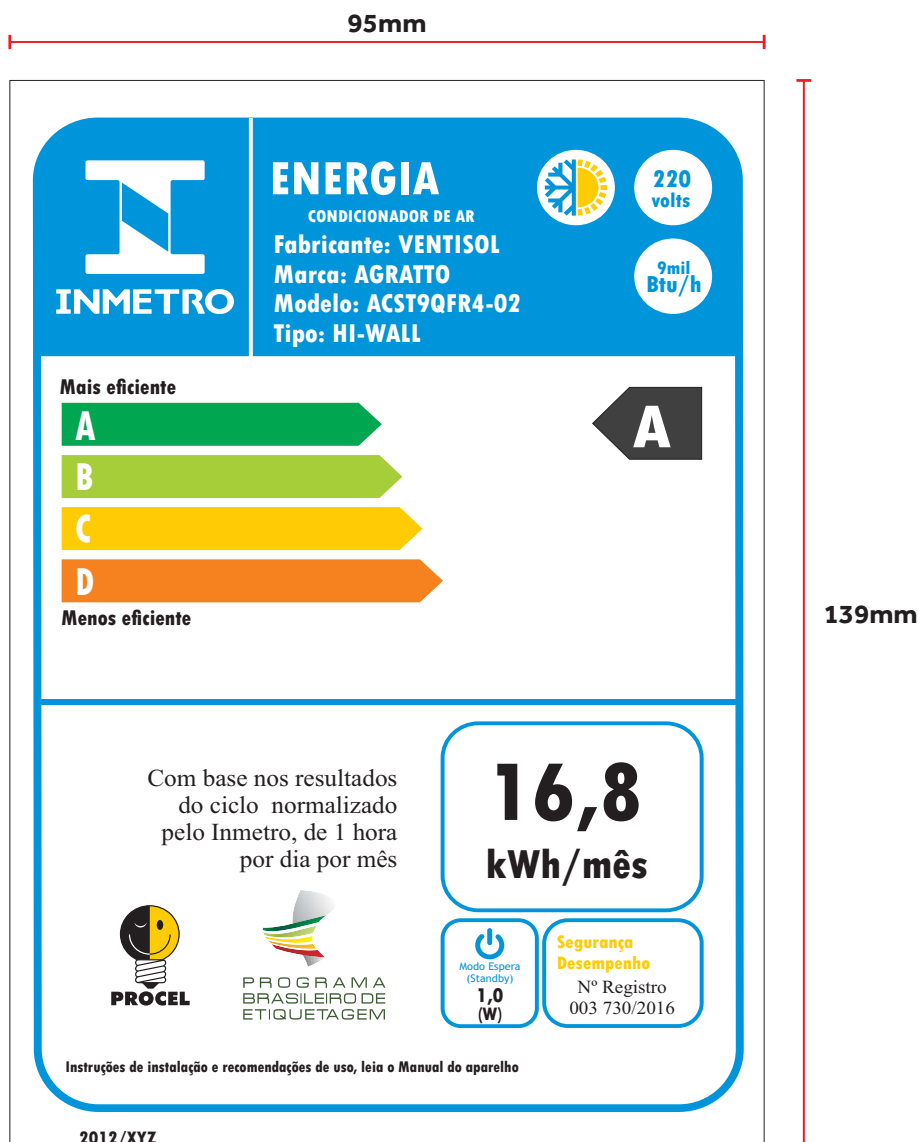 95mm
ENERGIA
CONDICIONADOR DE AR
Fabricante: VENTISOL
Marca: AGRATTO
Modelo: ACST9QFR4-02
Tipo: HI-WALL
220
volts
9mil
Btu/h
INMETRO
Mais eficiente
A
A
B
C
D
Menos eficiente
139mm
Com base nos resultados
do ciclo normalizado
pelo Inmetro, de 1 hora
por dia por mês
16,8
kWh/mês
PROCEL
PROGRAMA
BRASILEIRO DE
ETIQUETAGEM
Modo Espera
(Standby)
1,0
(W)
Segurança
Desempenho
Nº Registro
003 730/2016
Instruções de instalação e recomendações de uso, leia o Manual do aparelho
2012/XYZ